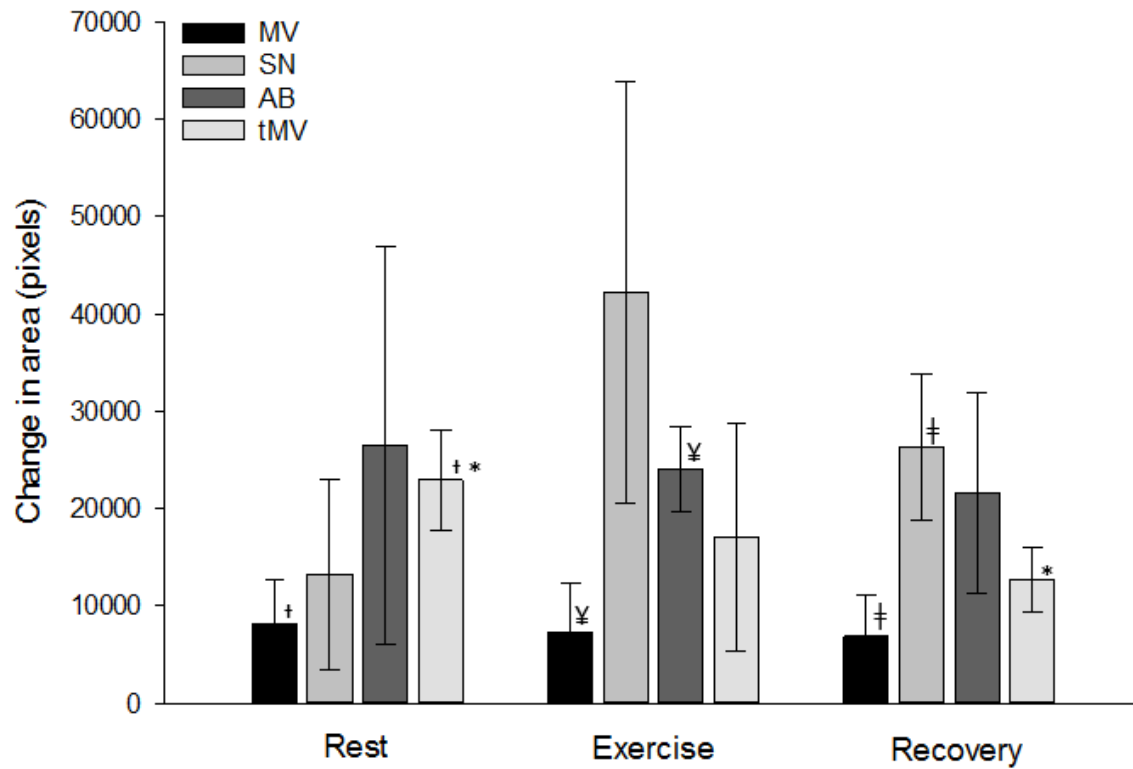 70000
60000
50000
40000
30000
20000
10000
0
Change in area (pixels)
MV
SN
AB
tMV
†
† *
¥
¥
‡
‡
*
Rest Exercise Recovery